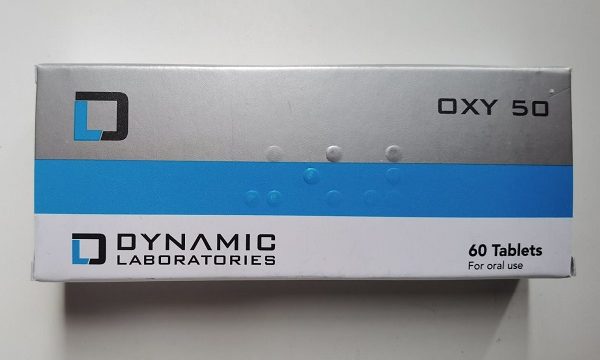 OXY 50
DYNAMIC
LABORATORIES
60 Tablets
For oral use